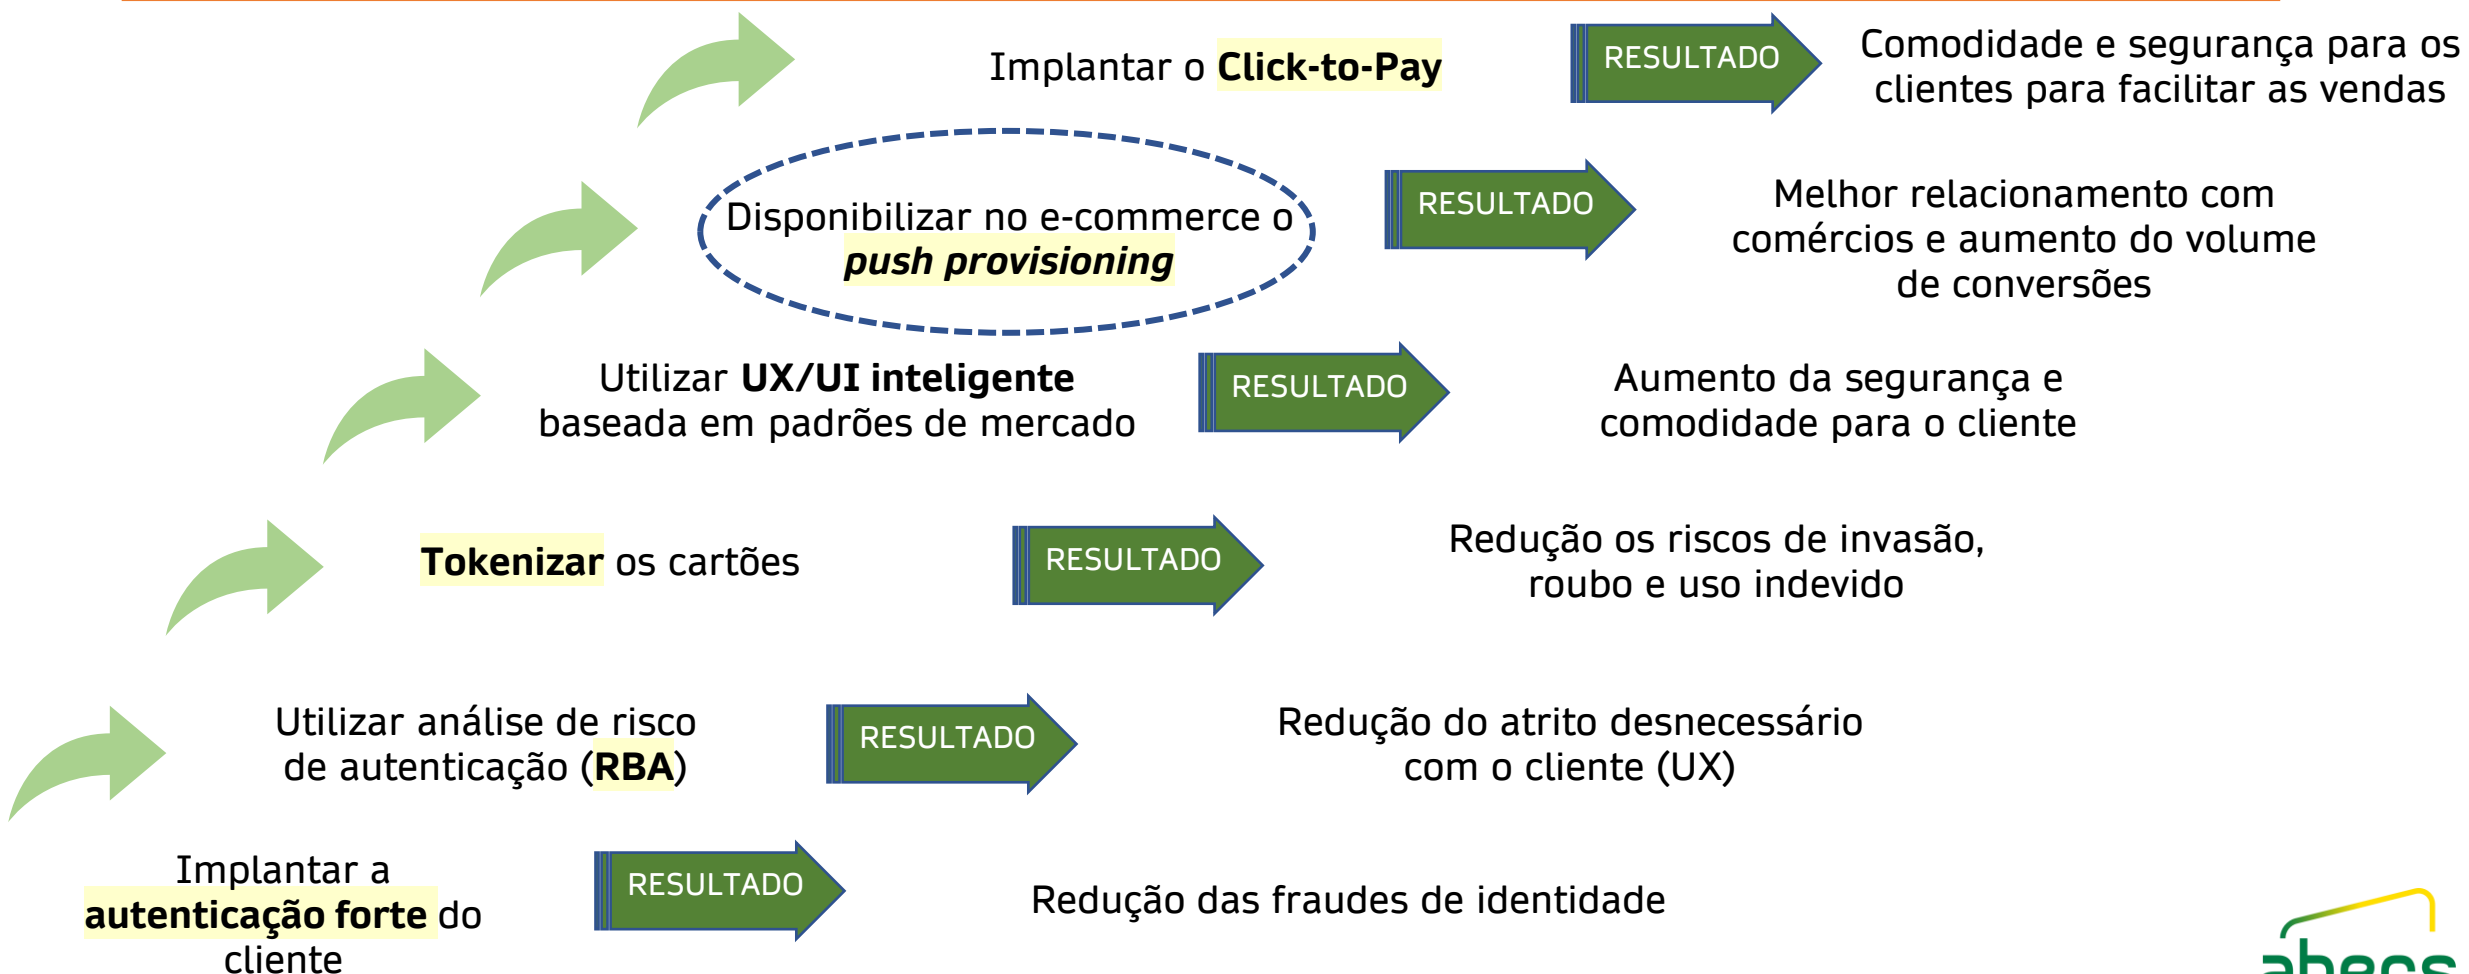 Implantar o Click-to-Pay
RESULTADO
Comodidade e segurança para os
clientes para facilitar as vendas
Disponibilizar no e-commerce o
push provisioning
RESULTADO
Melhor relacionamento com
comércios e aumento do volume
de conversões
Utilizar UX/UI inteligente
baseada em padrões de mercado
RESULTADO
Aumento da segurança e
comodidade para o cliente
Tokenizar os cartões
RESULTADO
Redução os riscos de invasão,
roubo e uso indevido
Utilizar análise de risco
de autenticação (RBA)
RESULTADO
Redução do atrito desnecessário
com o cliente (UX)
Implantar a
autenticação forte do
cliente
RESULTADO
Redução das fraudes de identidade
abecs